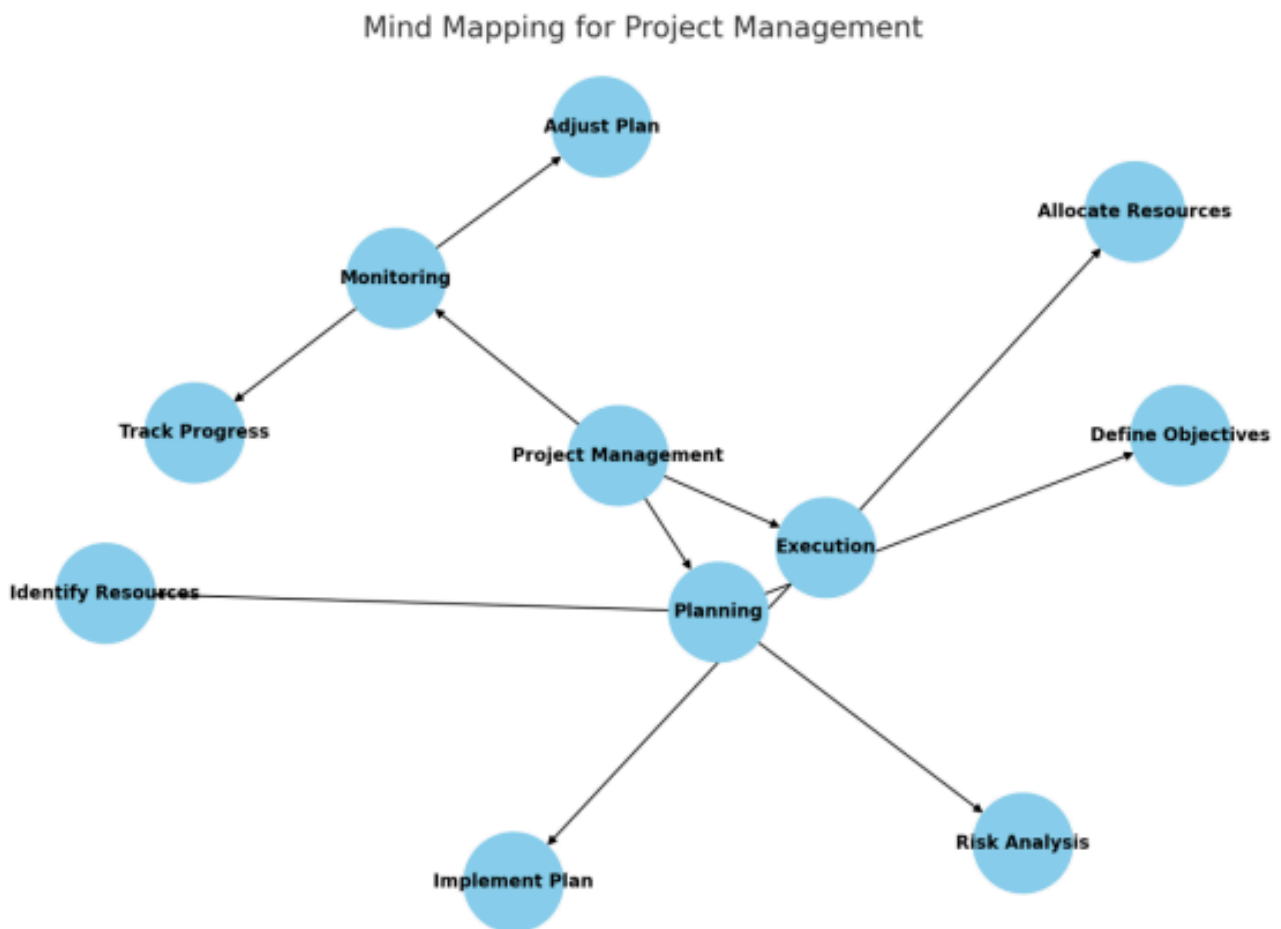 Mind Mapping for Project Management
Adjust Plan
Allocate Resources
Monitoring
Track Progress
Define Objectives
Project Management
Execution
Identify Resources
Planning
Risk Analysis
Implement Plan